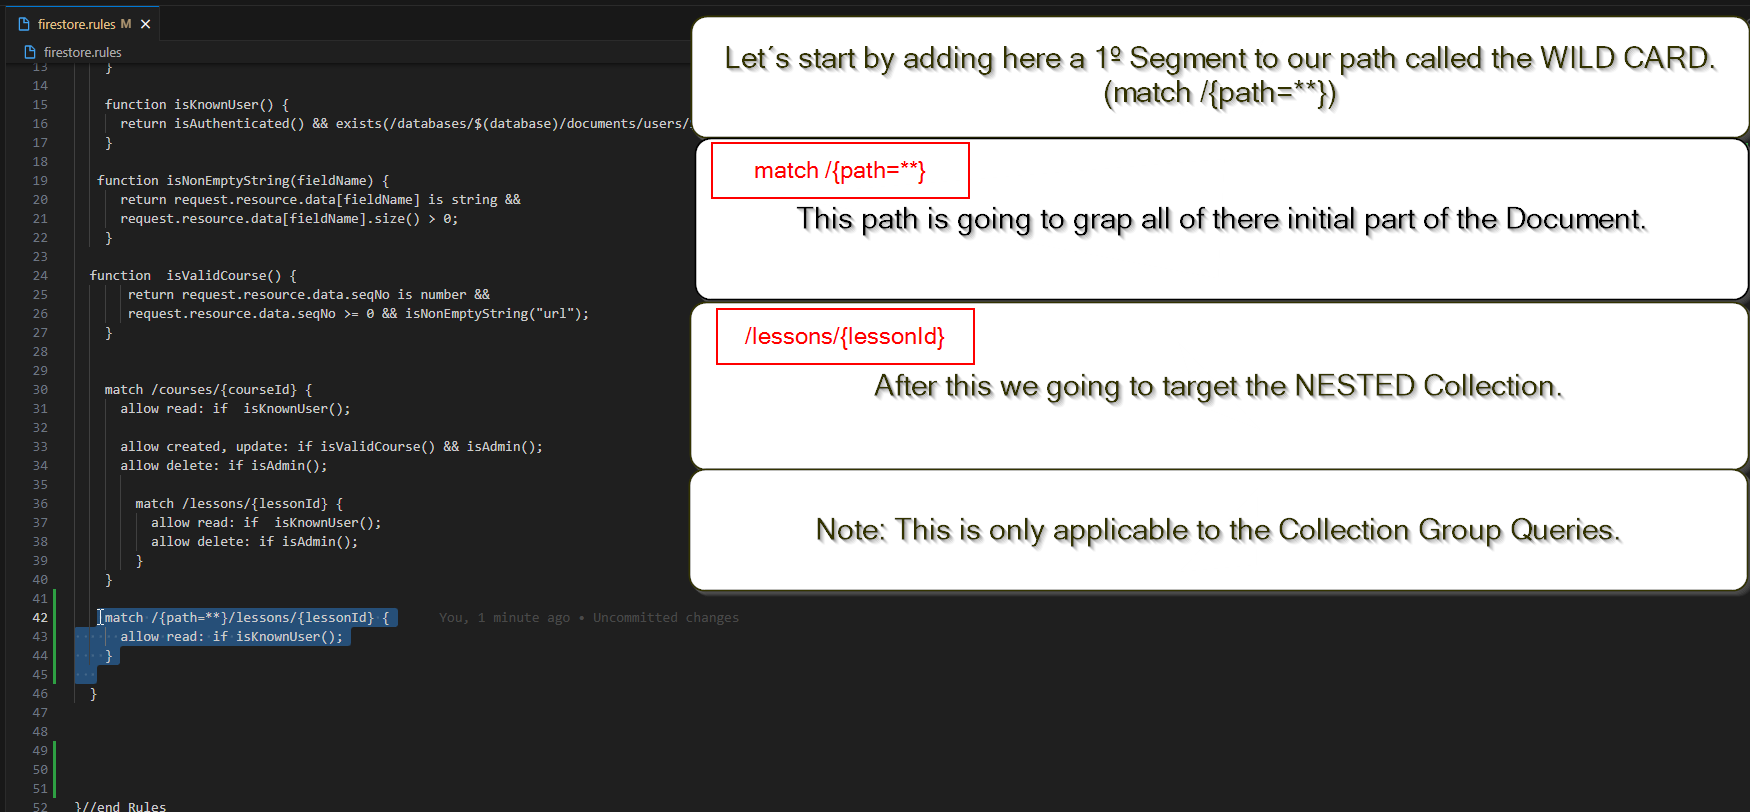 firestore.rules M ×
firestore.rules
Let´s start by adding here a 1º Segment to our path called the WILD CARD.
(match /{path=**})
match /{path=**}
This path is going to grap all of there initial part of the Document.
/lessons/{lessonId}
After this we going to target the NESTED Collection.
Note: This is only applicable to the Collection Group Queries.
13 }
14
15 function isKnownUser() {
16 return isAuthenticated() && exists(/databases/$(database)/documents/users/
17 }
18
19 function isNonEmptyString(fieldName) {
20 return request.resource.data[fieldName] is string &&
21 request.resource.data[fieldName].size() > 0;
22 }
23
24 function  isValidCourse() {
25 return request.resource.data.seqNo is number &&
26 request.resource.data.seqNo >= 0 && isNonEmptyString("url");
27 }
28
29
30 match /courses/{courseId} {
31 allow read: if  isKnownUser();
32
33 allow created, update: if isValidCourse() && isAdmin();
34 allow delete: if isAdmin();
35
36 match /lessons/{lessonId} {
37 allow read: if  isKnownUser();
38 allow delete: if isAdmin();
39 }
40 }
41
42 match /{path=**}/lessons/{lessonId} { You, 1 minute ago • Uncommitted changes
43 allow read: if isKnownUser();
44 }
45
46 }
47
48
49
50
51
52 }//end Rules